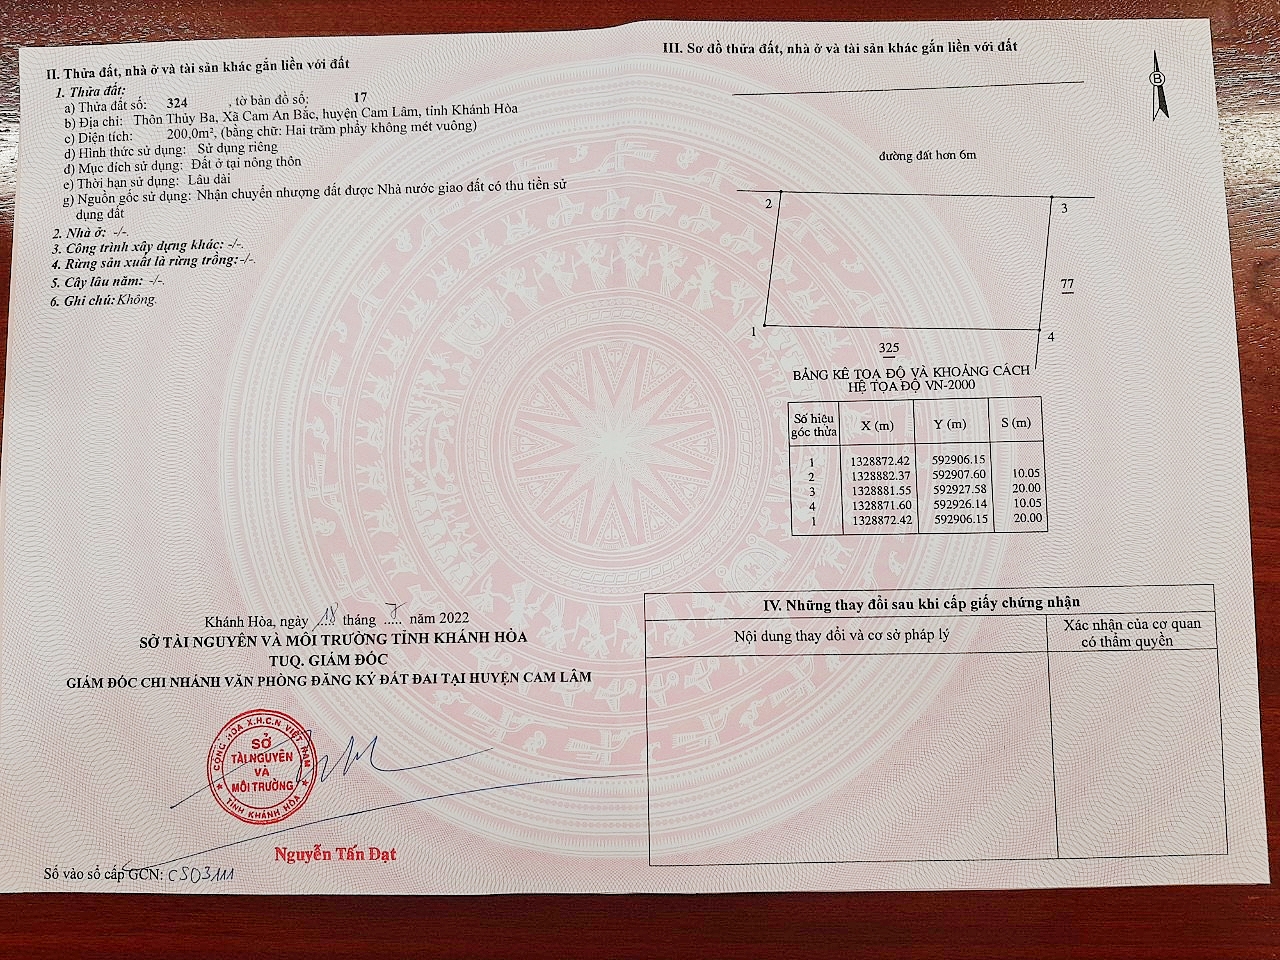 II. Thửa đất, nhà ở và tài sản khác gắn liền với đất
1. Thửa đất:
a) Thửa đất số: 324 , tờ bản đồ số: 17
b) Địa chỉ: Thôn Thủy Ba, Xã Cam An Bắc, huyện Cam Lâm, tỉnh Khánh Hòa
c) Diện tích: 200,0m², (bằng chữ: Hai trăm phẩy không mét vuông)
d) Hình thức sử dụng: Sử dụng riêng
đ) Mục đích sử dụng: Đất ở tại nông thôn
e) Thời hạn sử dụng: Lâu dài
g) Nguồn gốc sử dụng: Nhận chuyển nhượng đất được Nhà nước giao đất có thu tiền sử
dụng đất
2. Nhà ở: -/-.
3. Công trình xây dựng khác: -/-.
4. Rừng sản xuất là rừng trồng:-/-.
5. Cây lâu năm: -/-.
6. Ghi chú: Không.
Khánh Hòa, ngày 18 tháng 7 năm 2022
SỞ TÀI NGUYÊN VÀ MÔI TRƯỜNG TỈNH KHÁNH HÒA
TUQ. GIÁM ĐỐC
GIÁM ĐỐC CHI NHÁNH VĂN PHÒNG ĐĂNG KÝ ĐẤT ĐAI TẠI HUYỆN CAM LÂM
CỘNG HÒA X.H.C.N VIỆT NAM
SỞ
TÀI NGUYÊN
VÀ
MÔI TRƯỜNG
TỈNH KHÁNH HÒA
Nguyễn Tấn Đạt
Số vào sổ cấp GCN: CS03111
III. Sơ đồ thửa đất, nhà ở và tài sản khác gắn liền với đất
B
đường đất hơn 6m
2
3
77
1
4
325
BẢNG KÊ TỌA ĐỘ VÀ KHOẢNG CÁCH
HỆ TỌA ĐỘ VN-2000
Số hiệu góc thửa X (m) Y (m) S (m)
1 1328872.42 592906.15
2 1328882.37 592907.60 10.05
3 1328881.55 592927.58 20.00
4 1328871.60 592926.14 10.05
1 1328872.42 592906.15 20.00
IV. Những thay đổi sau khi cấp giấy chứng nhận
Nội dung thay đổi và cơ sở pháp lý
Xác nhận của cơ quan
có thẩm quyền